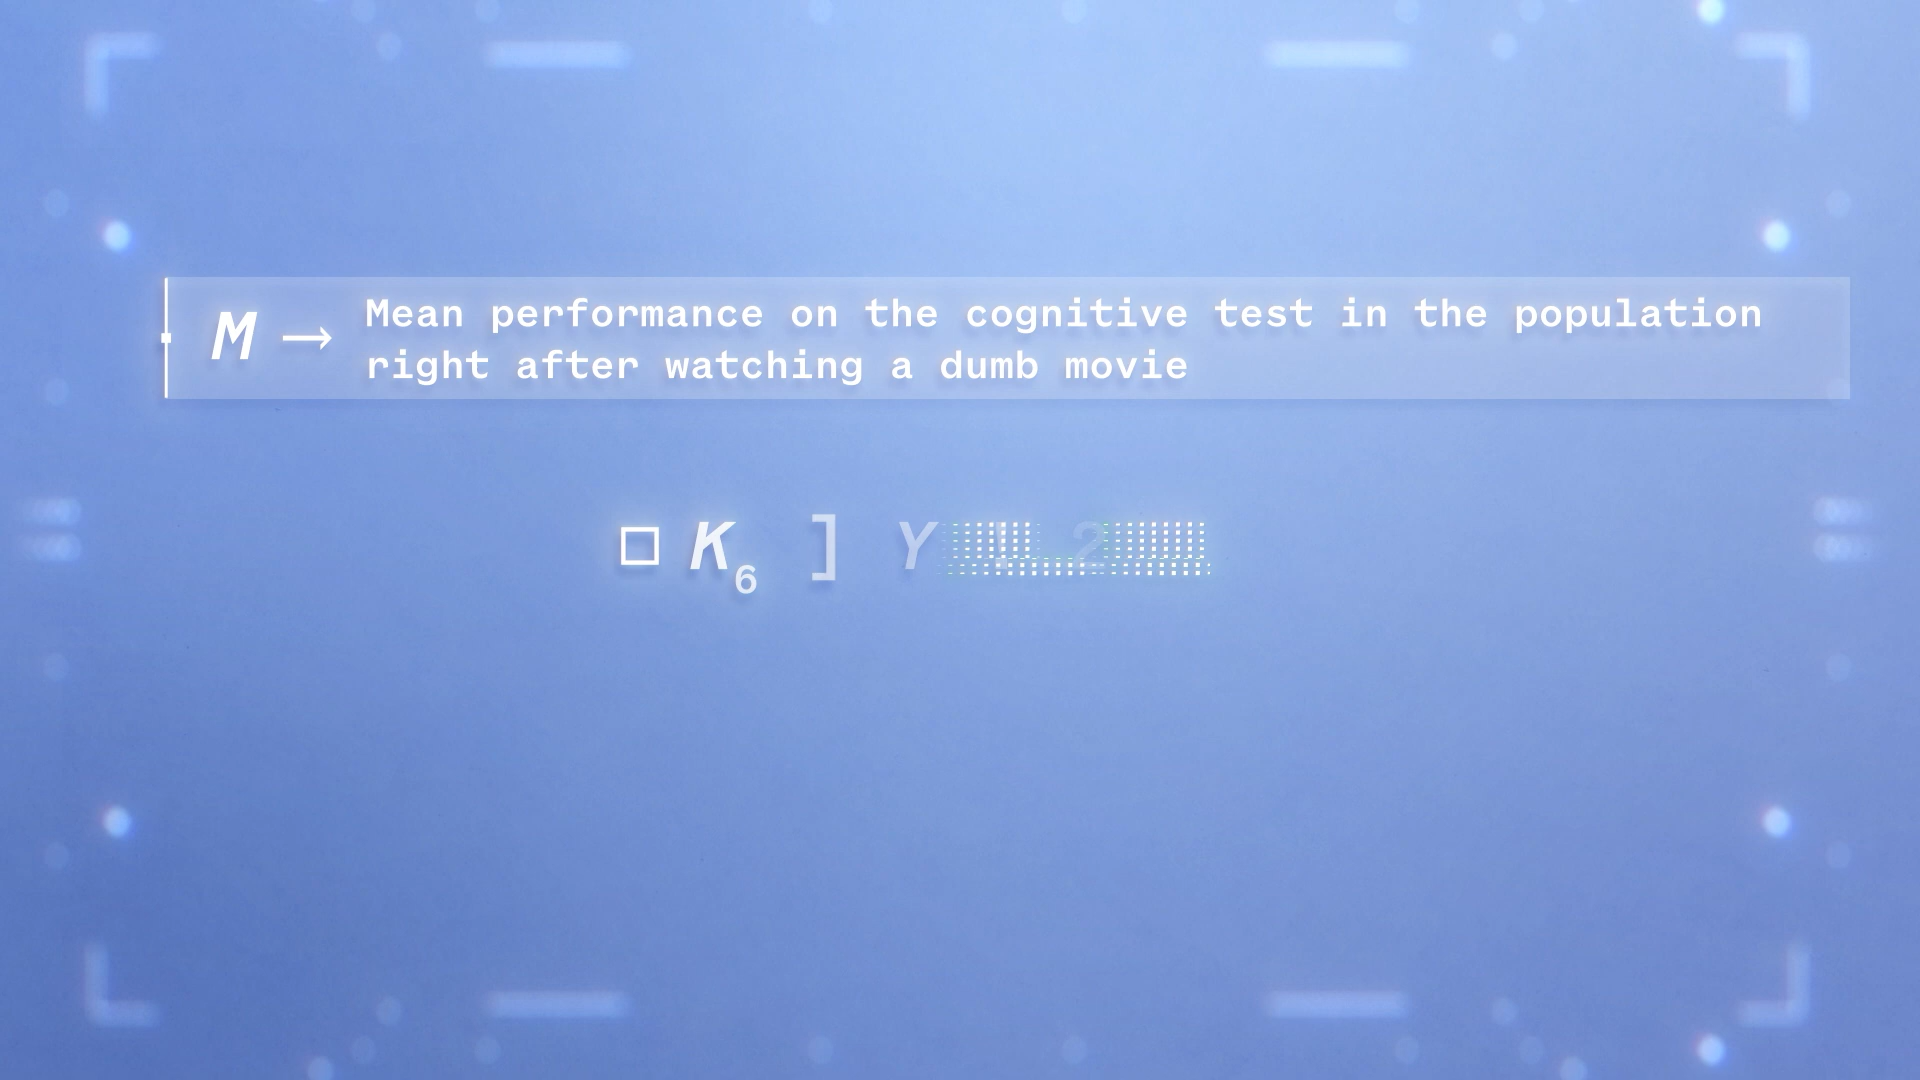 M → Mean performance on the cognitive test in the population
right after watching a dumb movie
□ K₆ ] Y